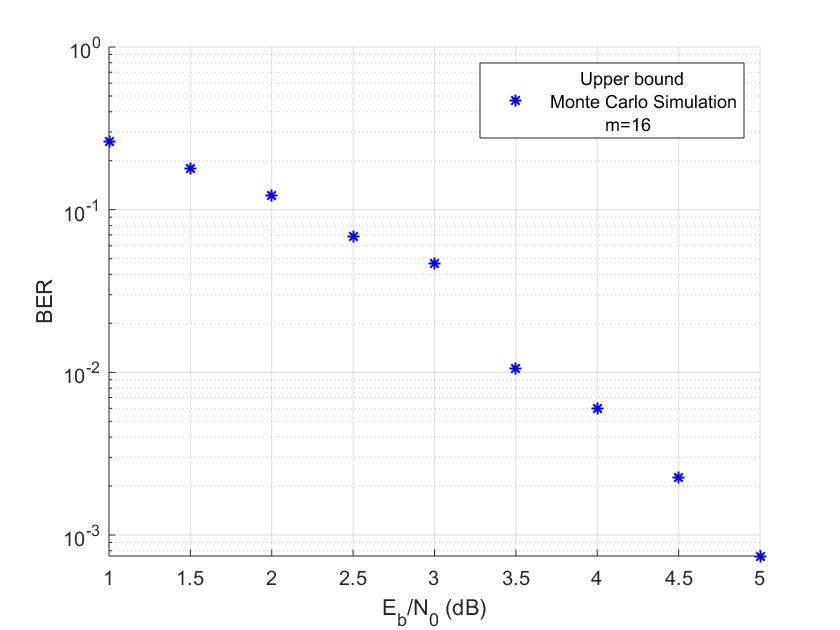 10^0
10^-1
10^-2
10^-3
BER
Upper bound
Monte Carlo Simulation
m=16
1 1.5 2 2.5 3 3.5 4 4.5 5
E_b/N_0 (dB)